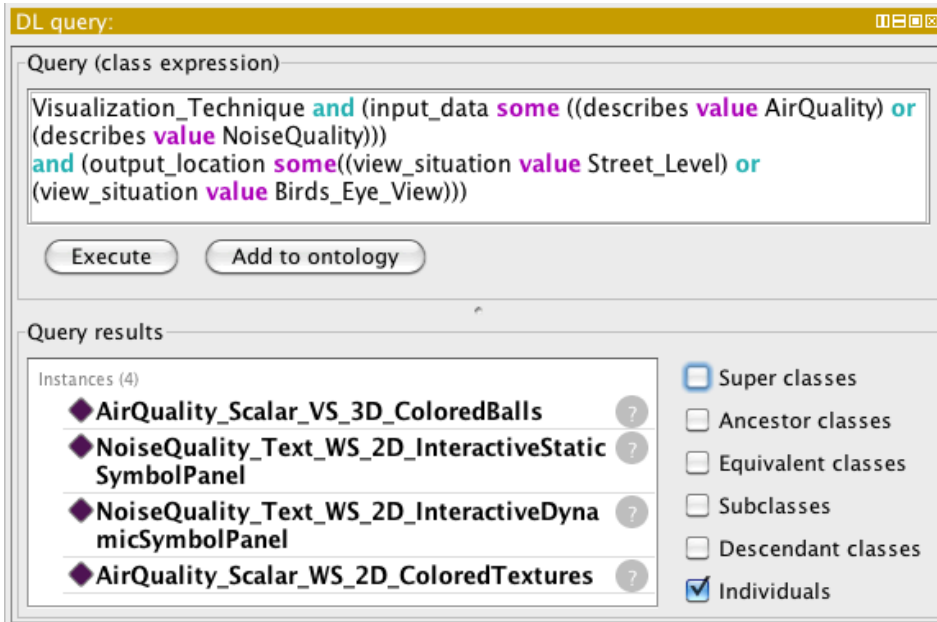 DL query:
Query (class expression)
Visualization_Technique and (input_data some ((describes value AirQuality) or
(describes value NoiseQuality)))
and (output_location some((view_situation value Street_Level) or
(view_situation value Birds_Eye_View)))
Execute
Add to ontology
Query results
Instances (4)
AirQuality_Scalar_VS_3D_ColoredBalls
?
NoiseQuality_Text_WS_2D_InteractiveStatic
SymbolPanel
?
NoiseQuality_Text_WS_2D_InteractiveDyna
micSymbolPanel
?
AirQuality_Scalar_WS_2D_ColoredTextures
?
Super classes
Ancestor classes
Equivalent classes
Subclasses
Descendant classes
Individuals